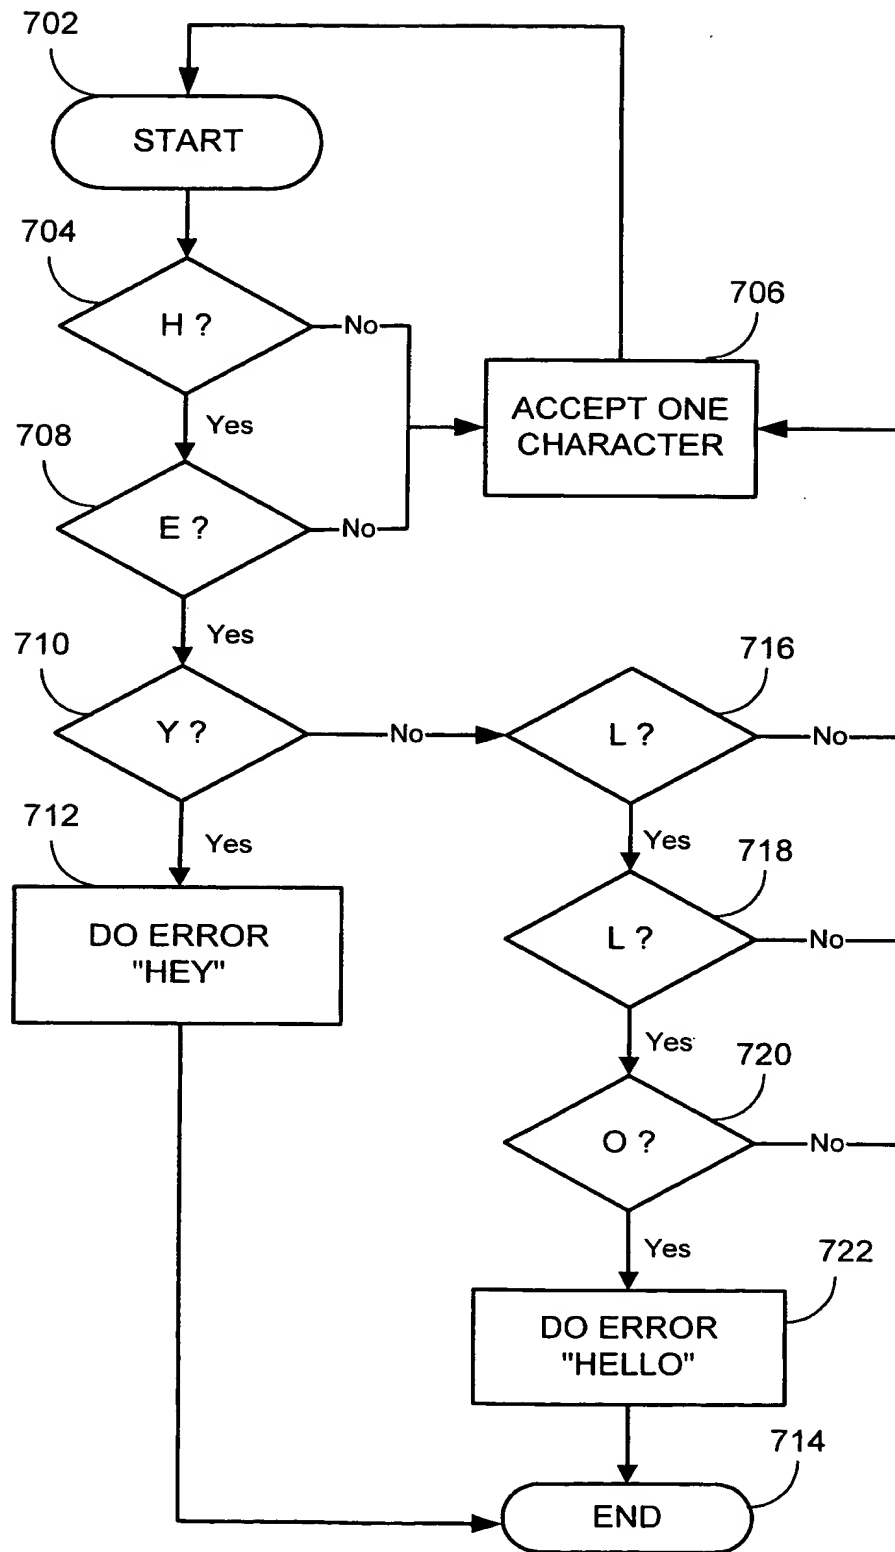 702
START
704
H ?
No
706
ACCEPT ONE
CHARACTER
Yes
708
E ?
No
Yes
710
Y ?
No
716
L ?
No
Yes
712
DO ERROR
"HEY"
Yes
718
L ?
No
Yes
720
O ?
No
Yes
722
DO ERROR
"HELLO"
714
END